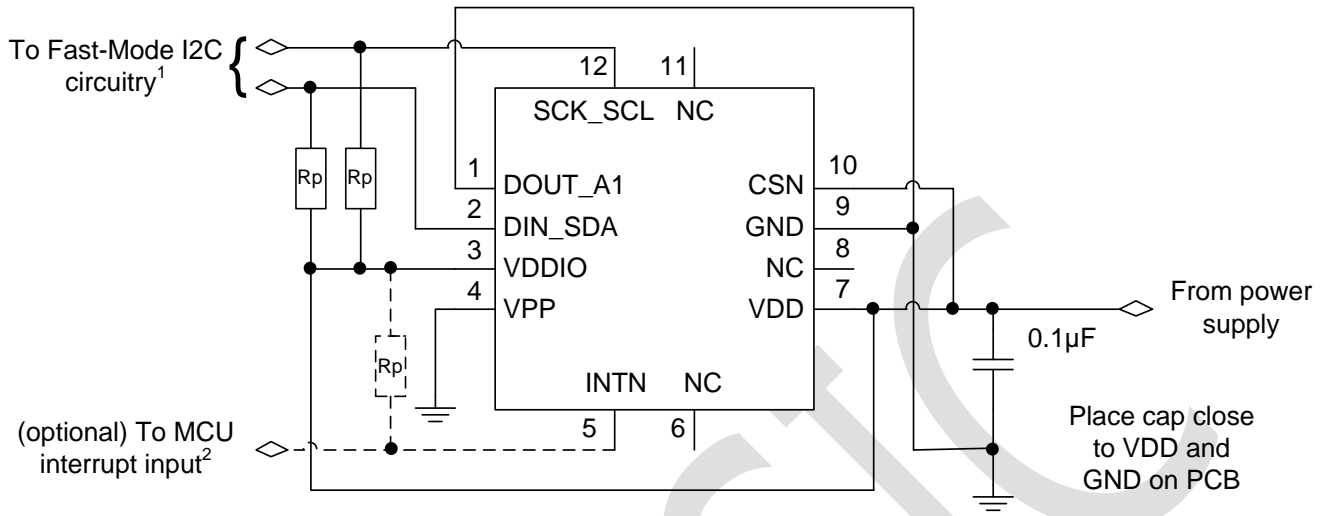 To Fast-Mode I2C
circuitry1
{
12
11
SCK_SCL NC
Rp
Rp
1
DOUT_A1
2
DIN_SDA
3
VDDIO
4
VPP
CSN
10
GND
9
NC
8
VDD
7
From power
supply
0.1µF
Rp
INTN NC
5
6
Place cap close
to VDD and
GND on PCB
(optional) To MCU
interrupt input2